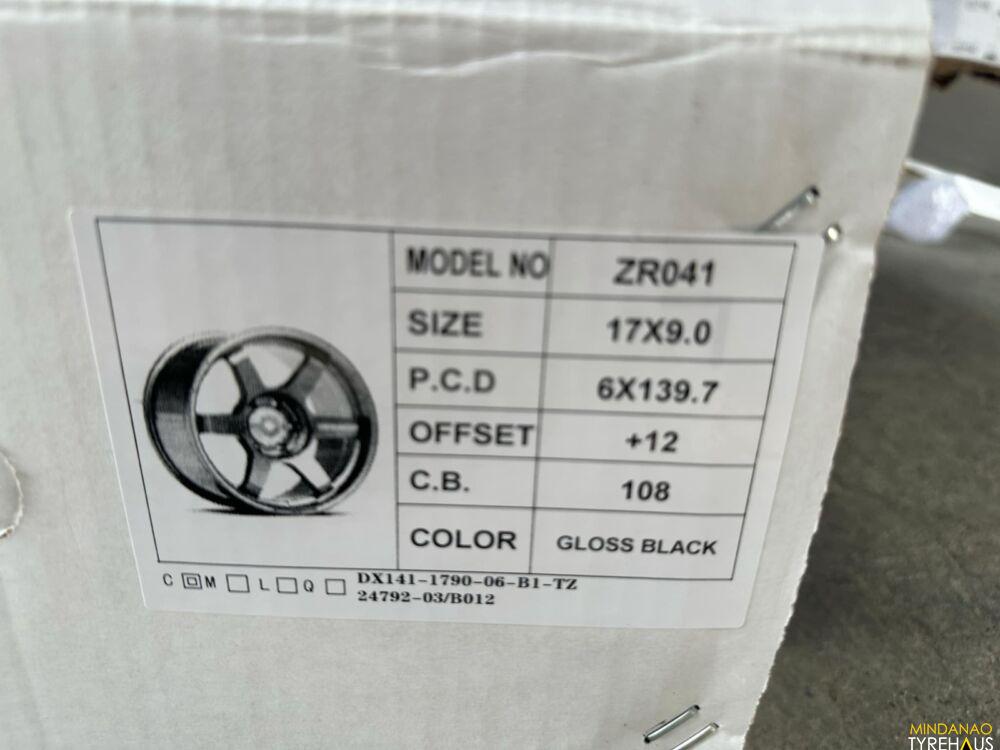 MODEL NO ZR041
SIZE 17X9.0
P.C.D 6X139.7
OFFSET +12
C.B. 108
COLOR GLOSS BLACK
C M L Q DX141-1790-06-B1-TZ
24792-03/B012
MINDANAO
TYREHAUS